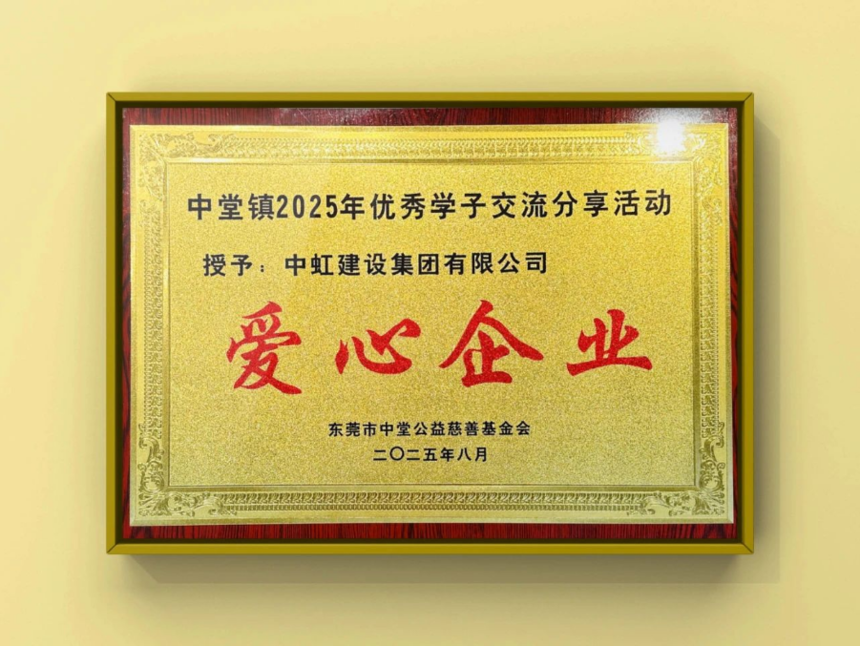 中堂镇2025年优秀学子交流分享活动
授予：中虹建设集团有限公司
爱心企业
东莞市中堂公益慈善基金会
二〇二五年八月